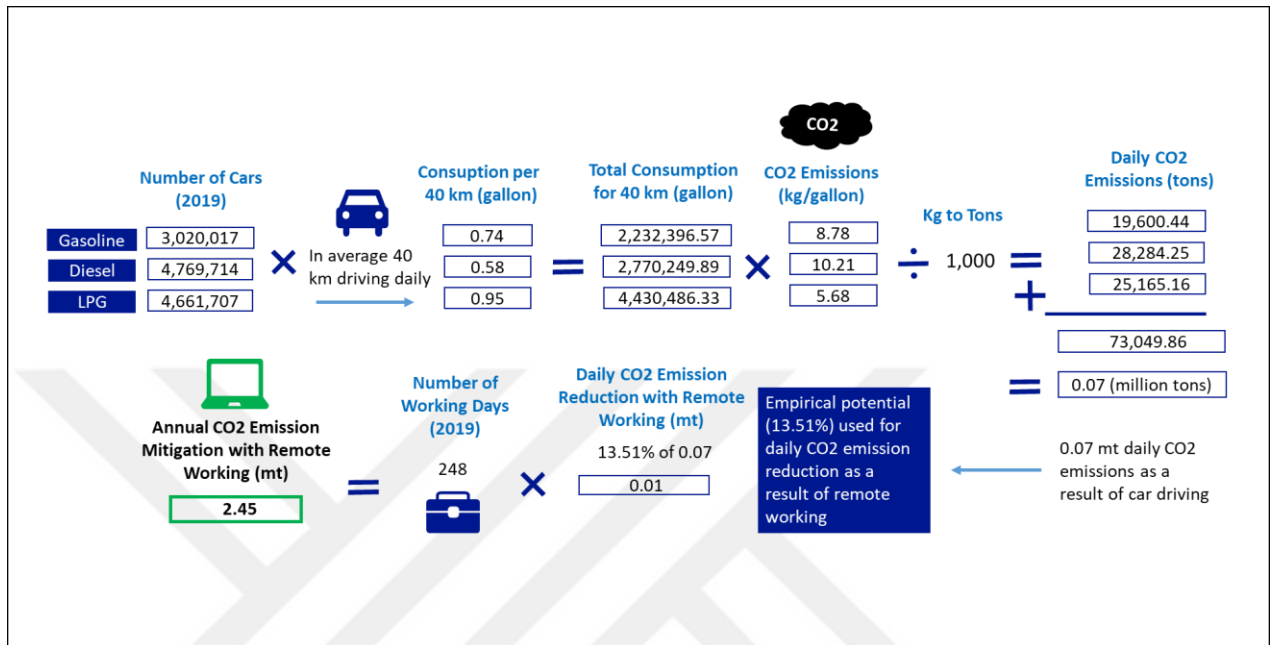 CO2
Number of Cars
(2019)
Consuption per
40 km (gallon)
Total Consumption
for 40 km (gallon)
CO2 Emissions
(kg/gallon)
Kg to Tons
Daily CO2
Emissions (tons)
Gasoline 3,020,017
Diesel 4,769,714
LPG 4,661,707
×
In average 40
km driving daily
0.74
0.58
0.95
=
2,232,396.57
2,770,249.89
4,430,486.33
×
8.78
10.21
5.68
÷ 1,000 =
19,600.44
28,284.25
25,165.16
+
73,049.86
= 0.07 (million tons)
Annual CO2 Emission
Mitigation with Remote
Working (mt)
2.45
=
Number of
Working Days
(2019)
248
×
Daily CO2 Emission
Reduction with Remote
Working (mt)
13.51% of 0.07
0.01
Empirical potential
(13.51%) used for
daily CO2 emission
reduction as a
result of remote
working
0.07 mt daily CO2
emissions as a
result of car driving